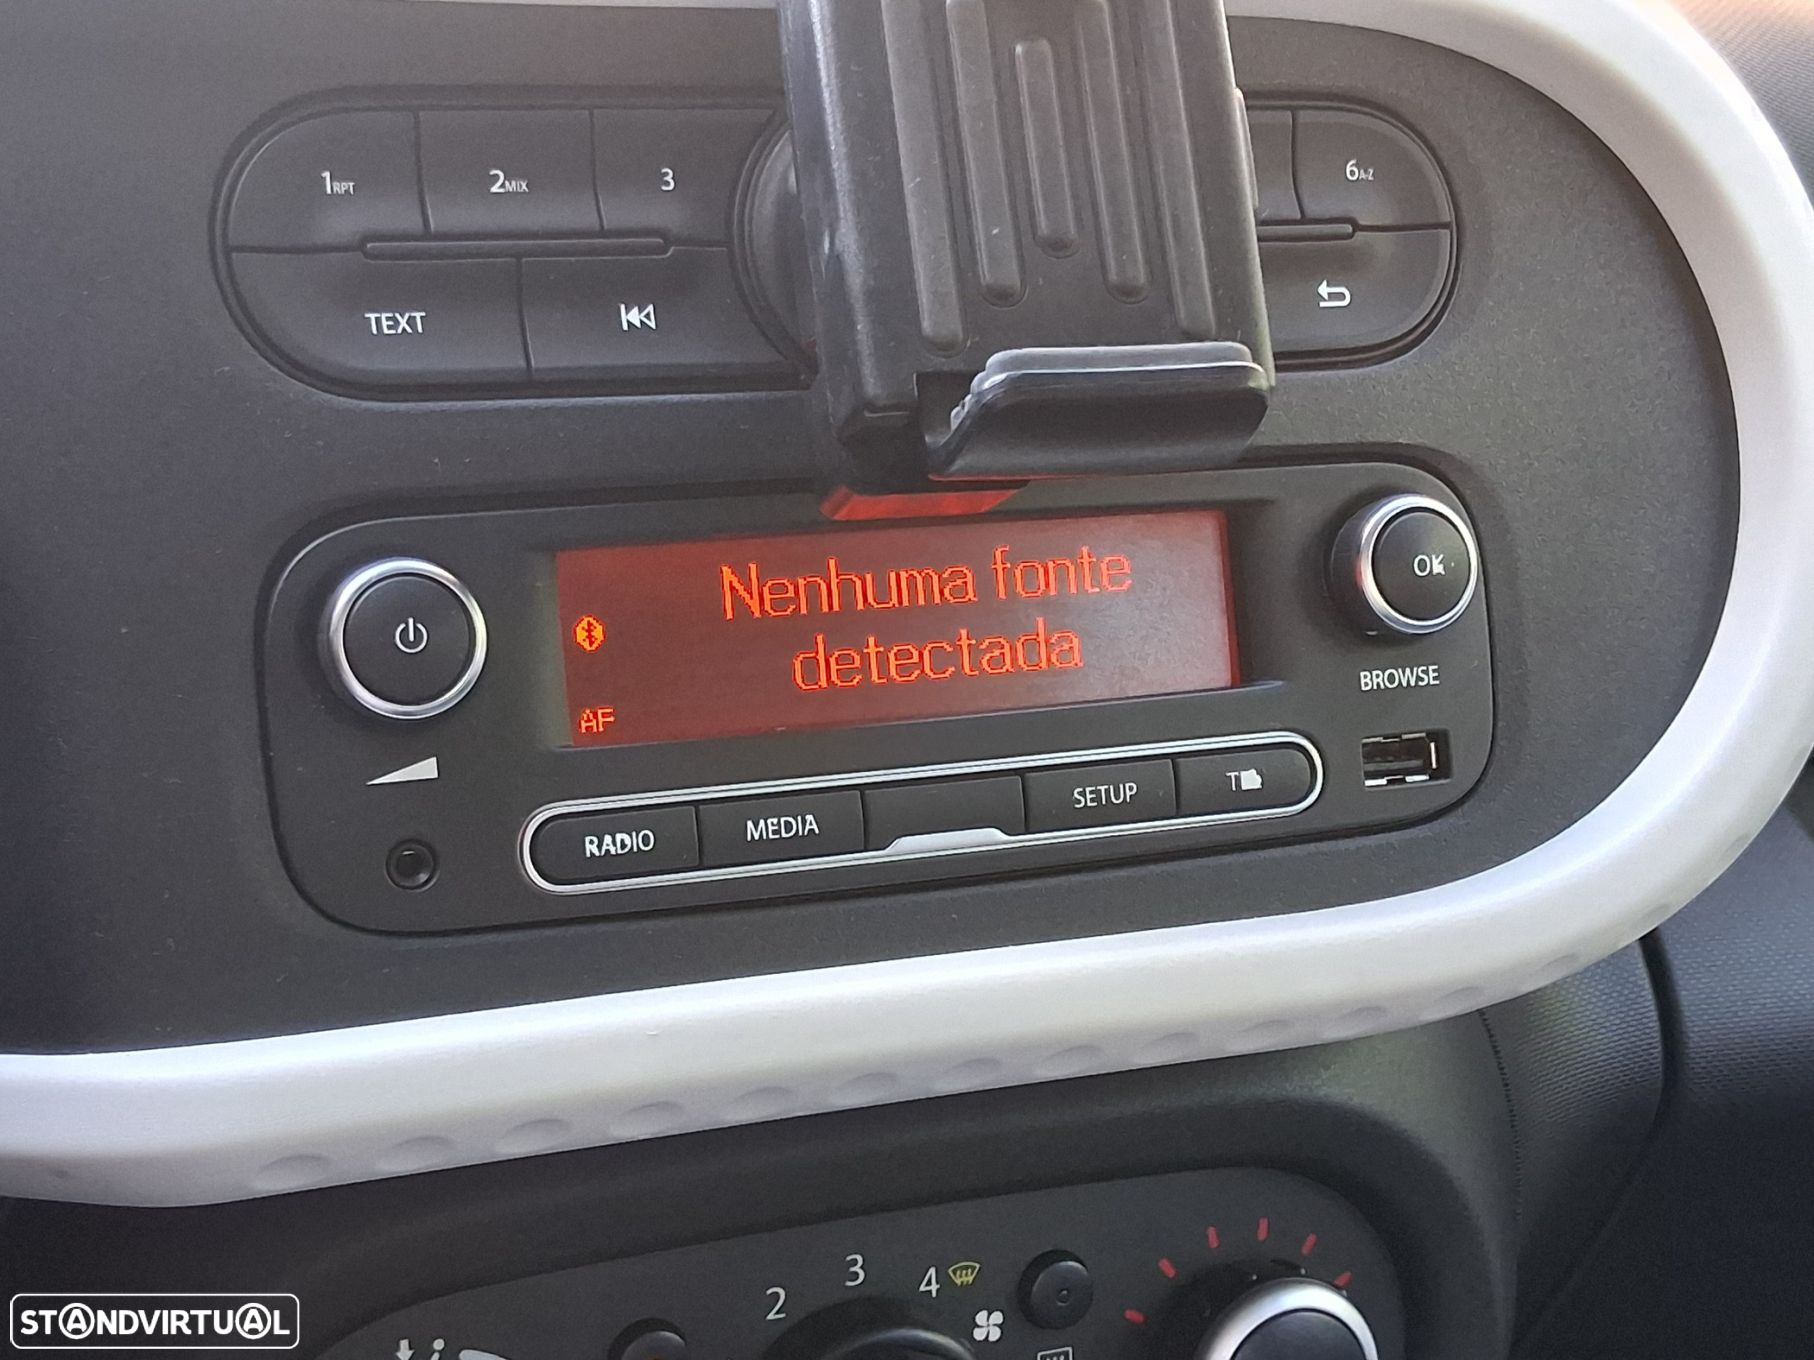 1RPT 2MIX 3 6A-Z
TEXT
Nenhuma fonte
detectada
AF
OK
BROWSE
RADIO MEDIA SETUP
2 3 4
STANDVIRTUAL